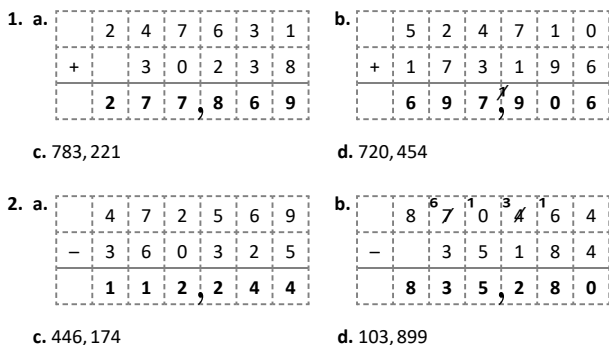 1. a. 2 4 7 6 3 1
+ 3 0 2 3 8
2 7 7 , 8 6 9
b. 5 2 4 7 1 0
+ 1 7 3 1 9 6
1
6 9 7 , 9 0 6
c. 783,221
d. 720,454
2. a. 4 7 2 5 6 9
– 3 6 0 3 2 5
1 1 2 , 2 4 4
6 1 3 1
b. 8 7 0 4 6 4
– 3 5 1 8 4
8 3 5 , 2 8 0
c. 446,174
d. 103,899